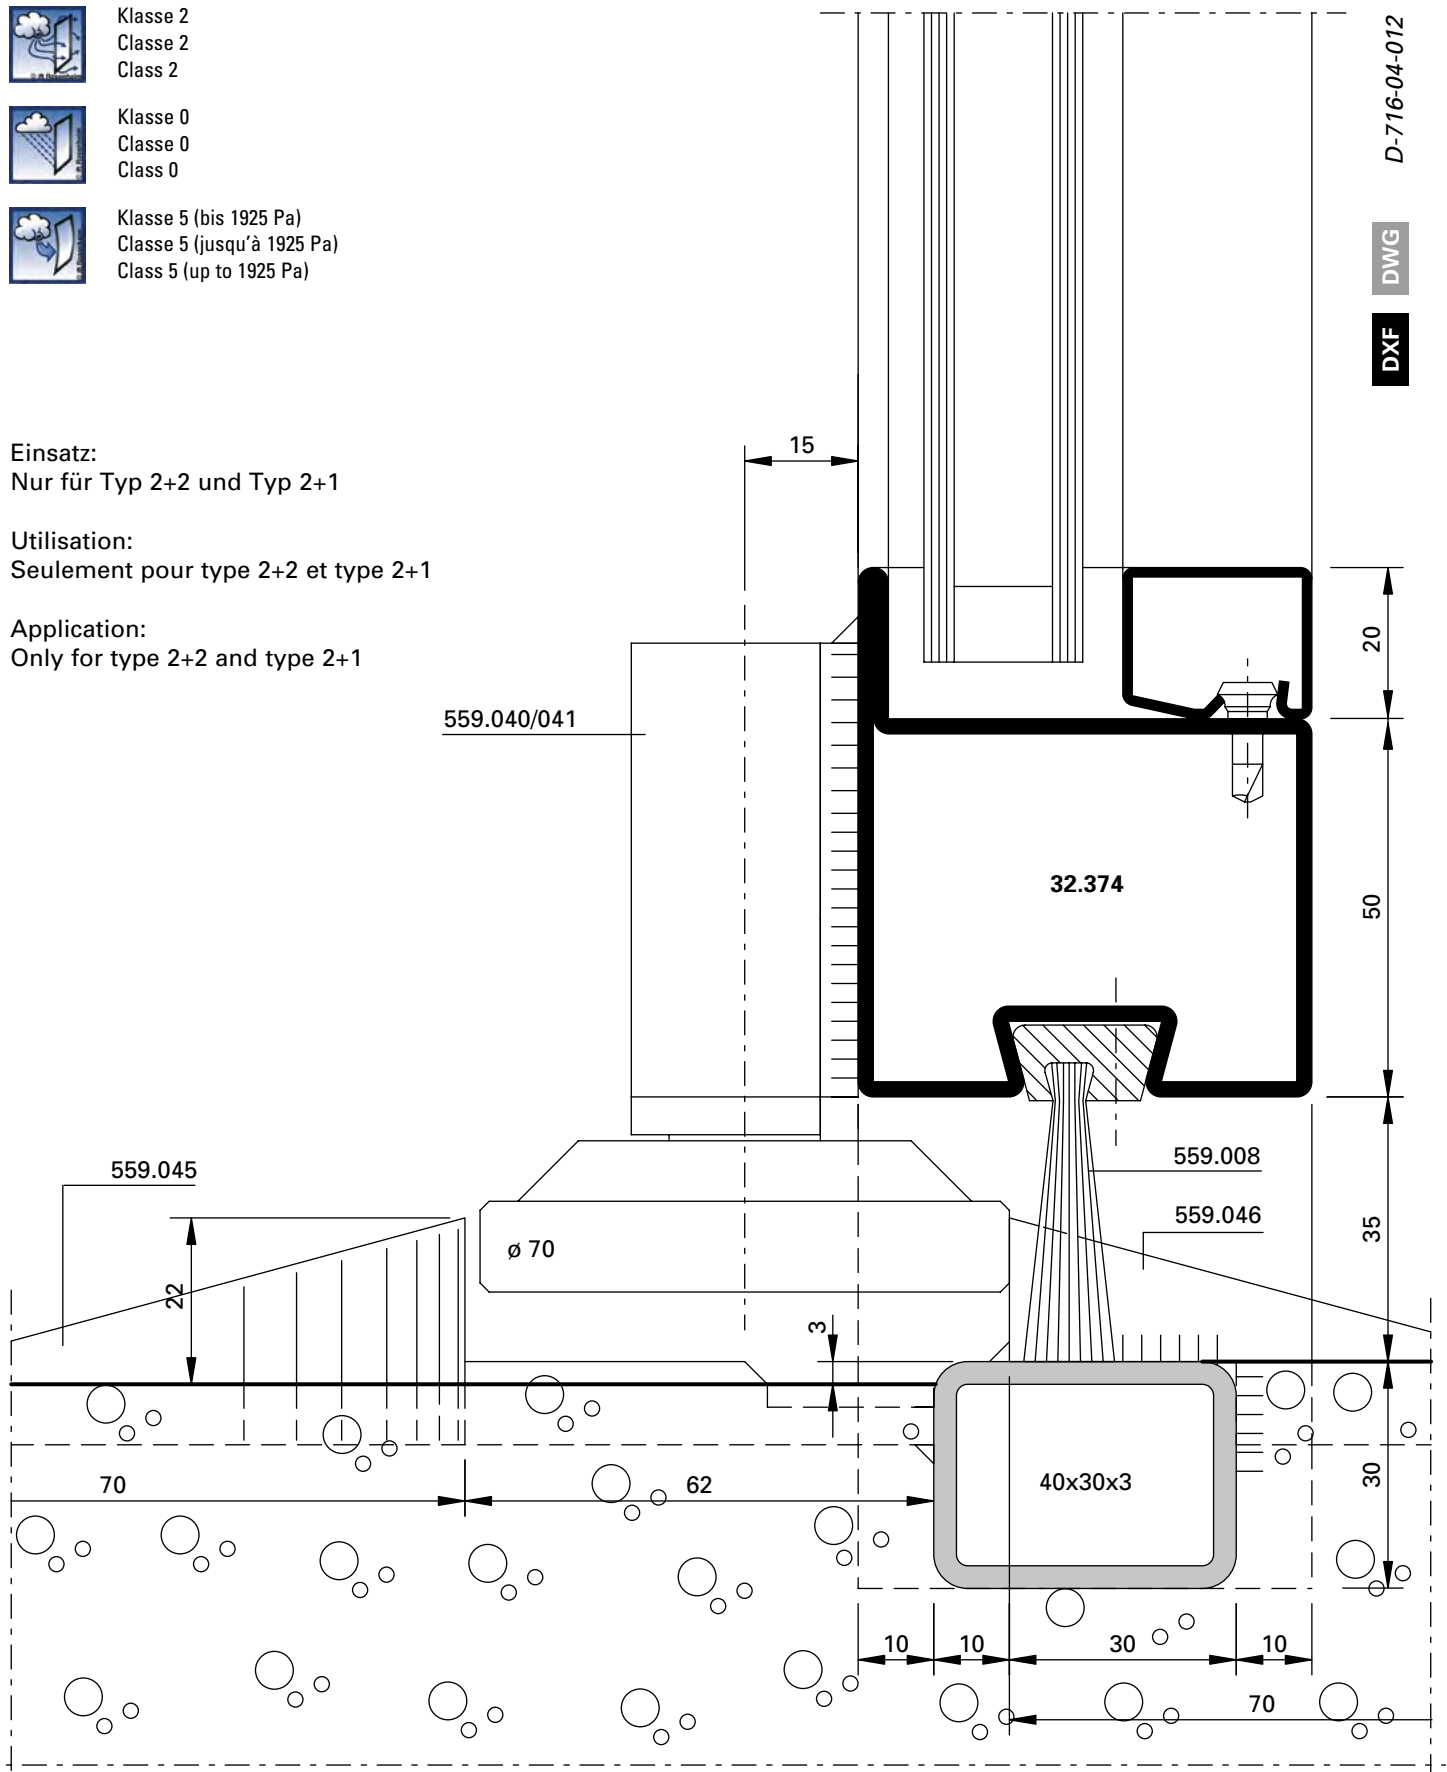 Klasse 2
Classe 2
Class 2
Klasse 0
Classe 0
Class 0
Klasse 5 (bis 1925 Pa)
Classe 5 (jusqu'à 1925 Pa)
Class 5 (up to 1925 Pa)
D-716-04-012
DWG
DXF
Einsatz:
Nur für Typ 2+2 und Typ 2+1
Utilisation:
Seulement pour type 2+2 et type 2+1
Application:
Only for type 2+2 and type 2+1
15
20
559.040/041
32.374
50
559.045
559.008
559.046
35
ø 70
22
3
70
62
40x30x3
30
10
10
30
10
70